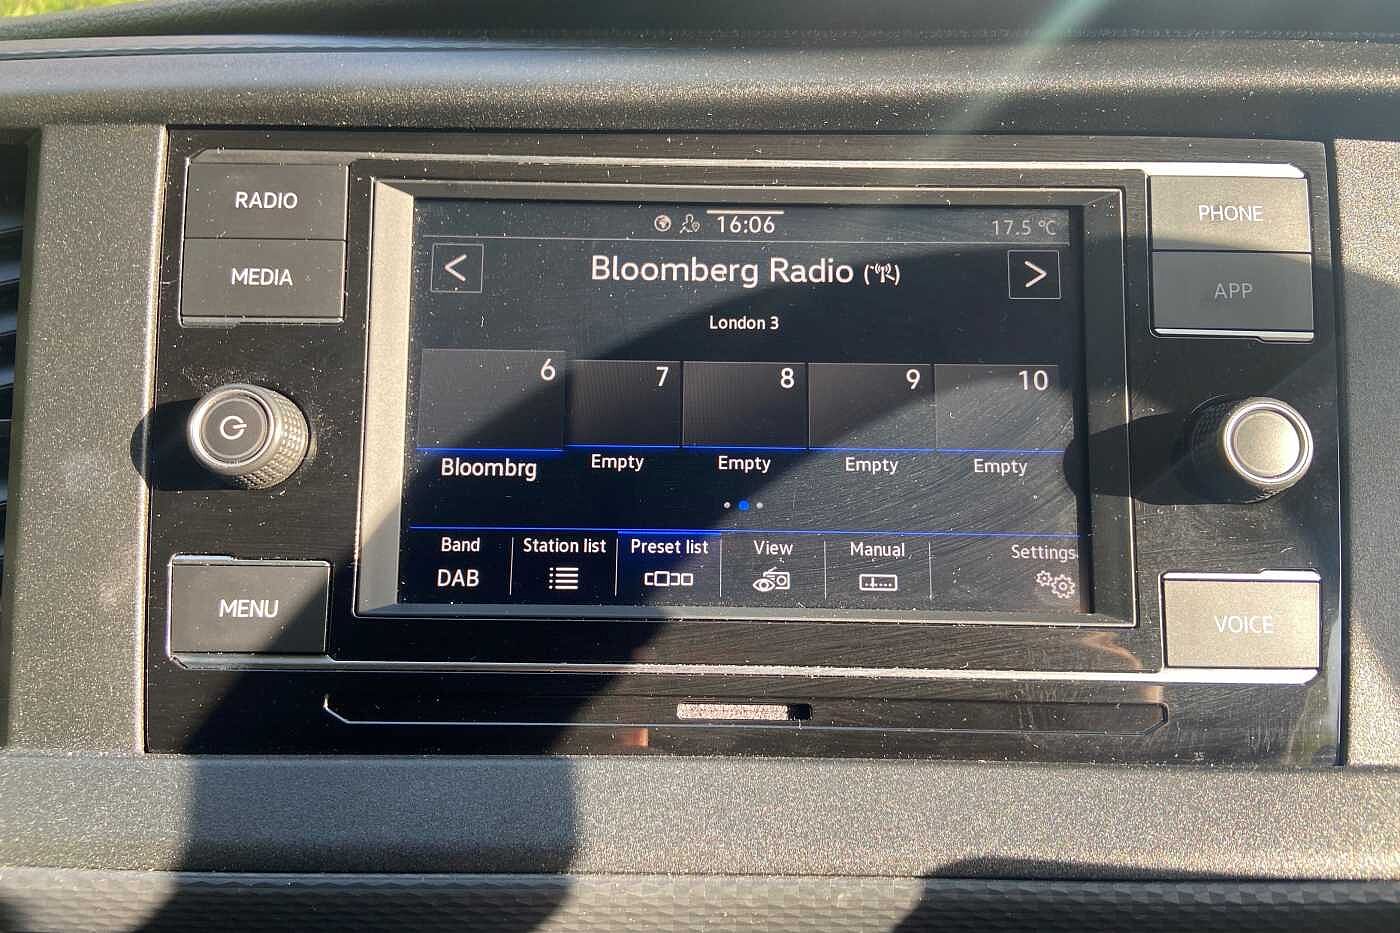 RADIO
MEDIA
MENU
16:06
17.5 °C
Bloomberg Radio
London 3
6
7
8
9
10
Bloombrg
Empty
Empty
Empty
Empty
Band
DAB
Station list
Preset list
View
Manual
Settings
PHONE
APP
VOICE